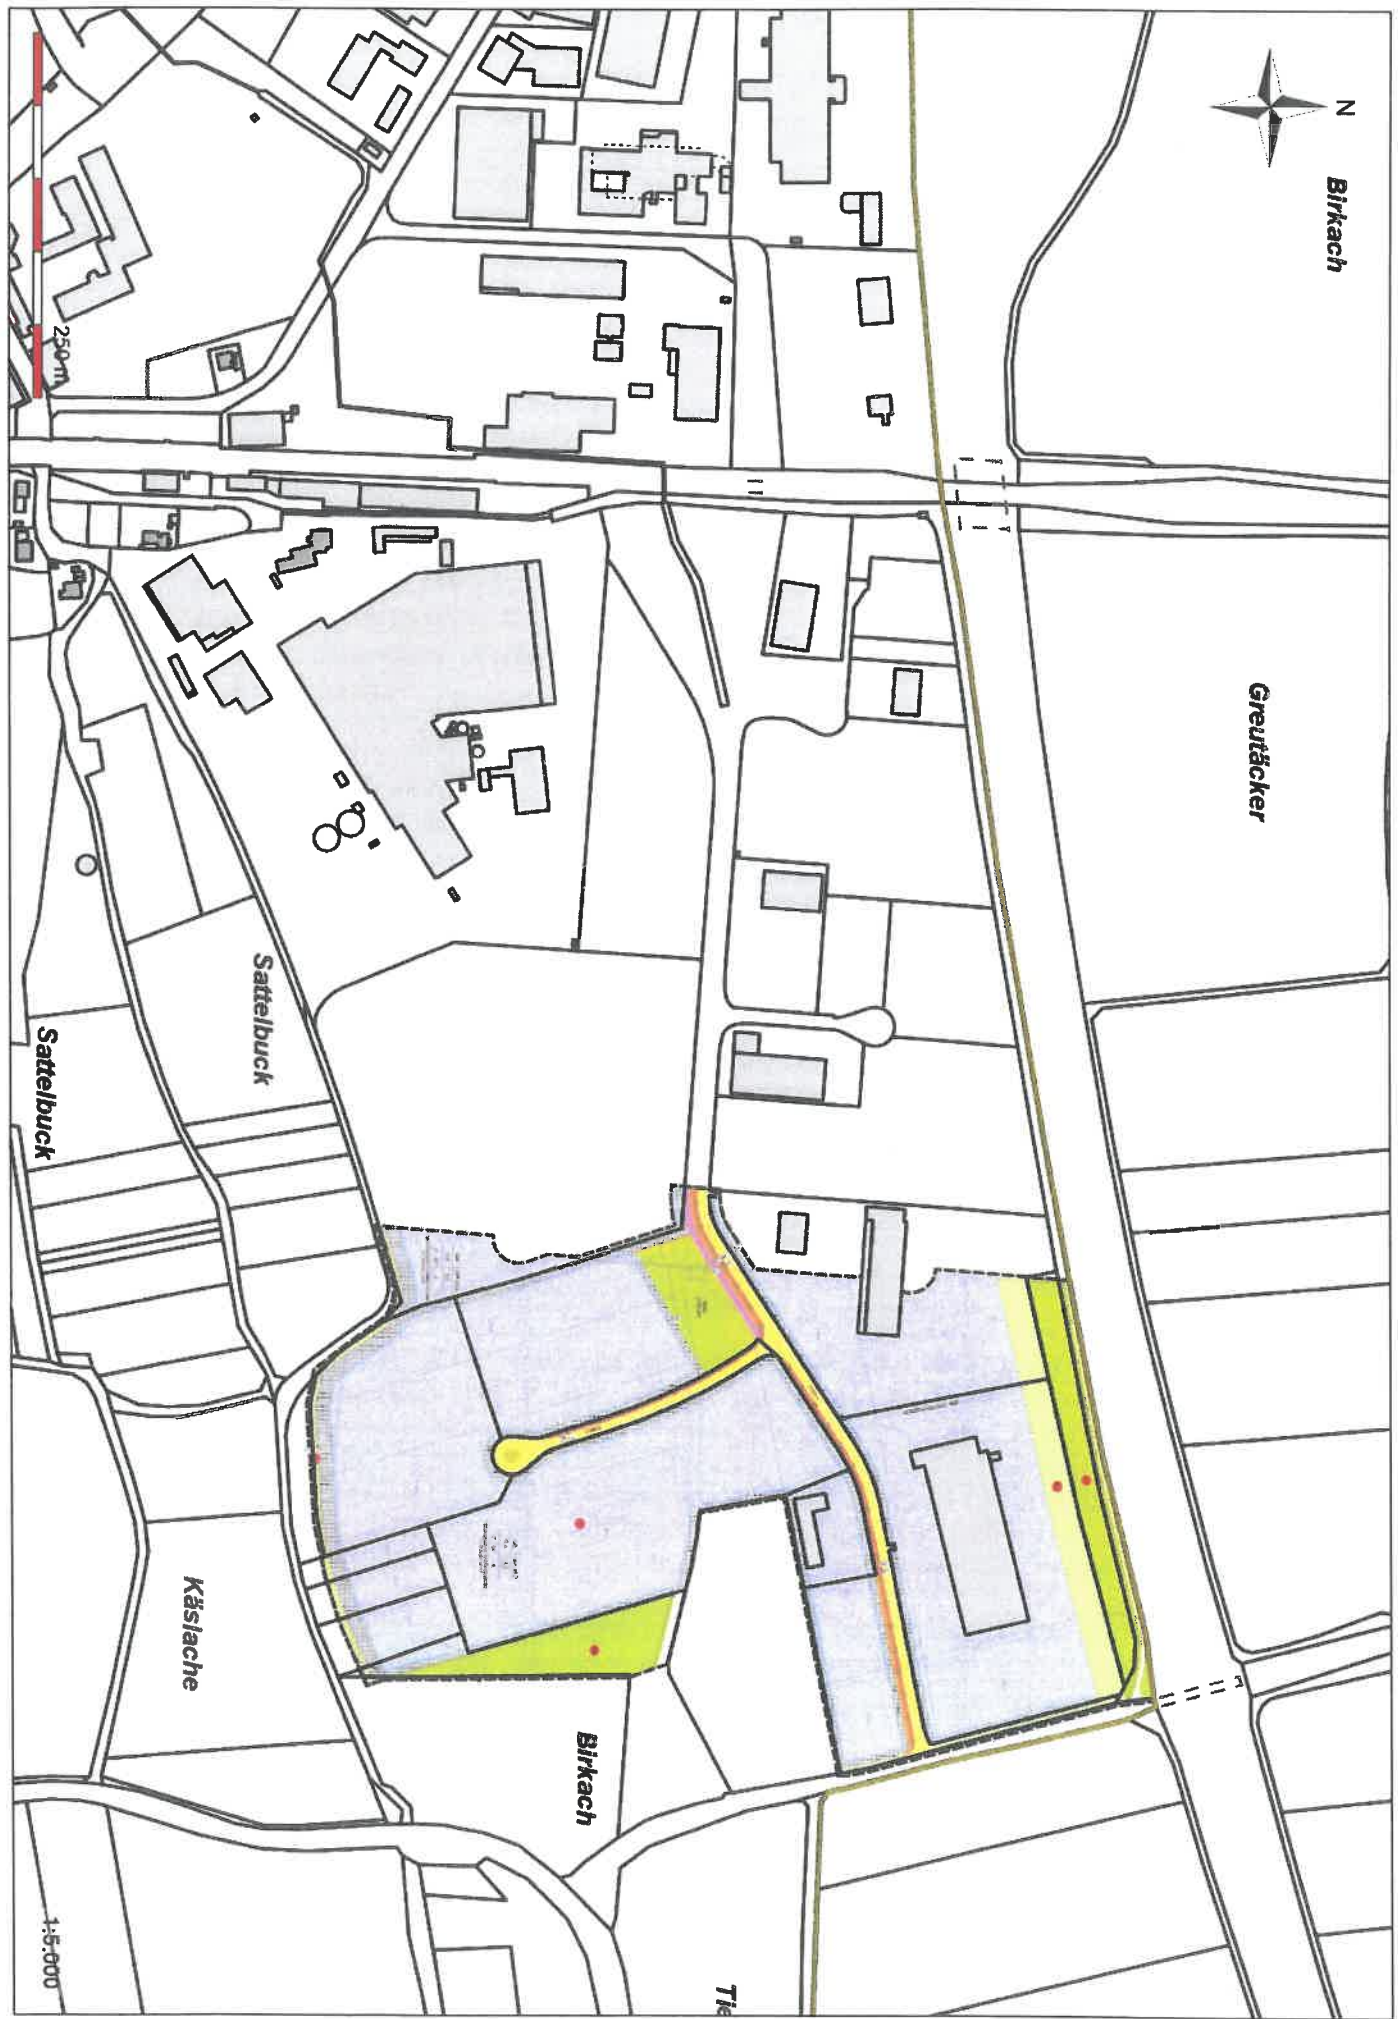 N
Birkach
Greutäcker
250 m
Sattelbuck
Sattelbuck
Käslache
Birkach
Tie
1:5.000